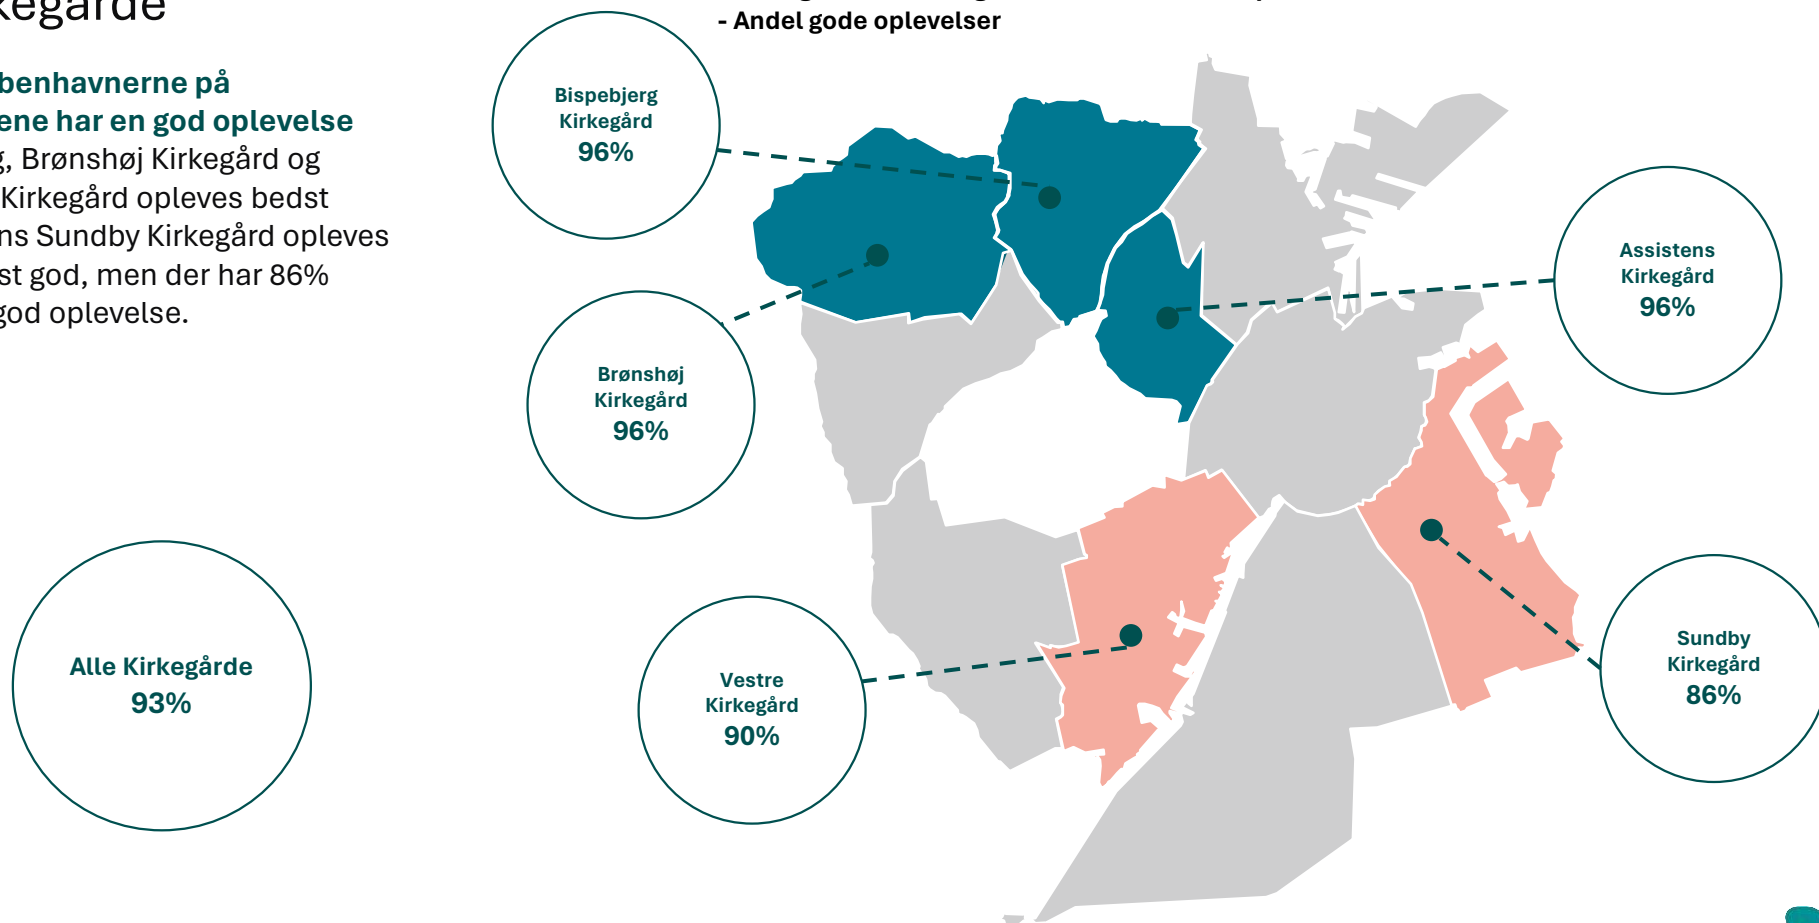 kegårde
benhavnerne på
ene har en god oplevelse
g, Brønshøj Kirkegård og
Kirkegård opleves bedst
ns Sundby Kirkegård opleves
st god, men der har 86%
god oplevelse.
- Andel gode oplevelser
Bispebjerg
Kirkegård
96%
Assistens
Kirkegård
96%
Brønshøj
Kirkegård
96%
Alle Kirkegårde
93%
Vestre
Kirkegård
90%
Sundby
Kirkegård
86%